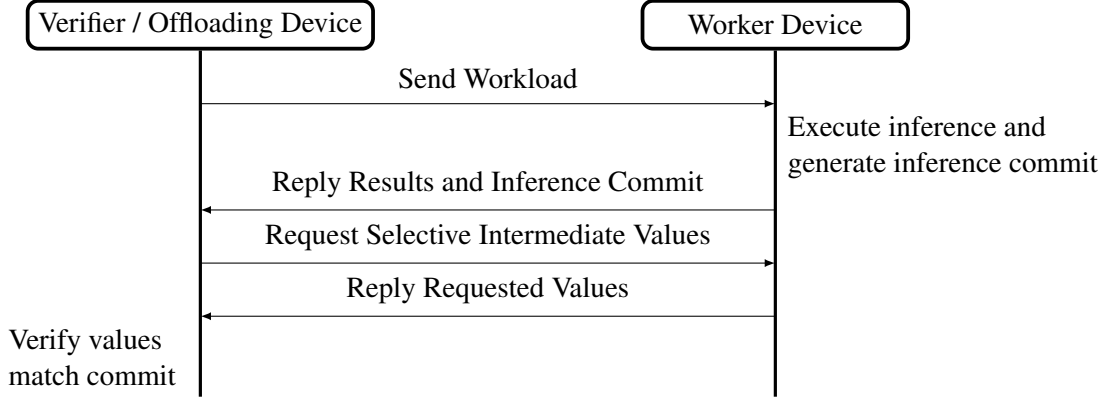 Verifier / Offloading Device
Worker Device
Send Workload
Execute inference and
generate inference commit
Reply Results and Inference Commit
Request Selective Intermediate Values
Reply Requested Values
Verify values
match commit